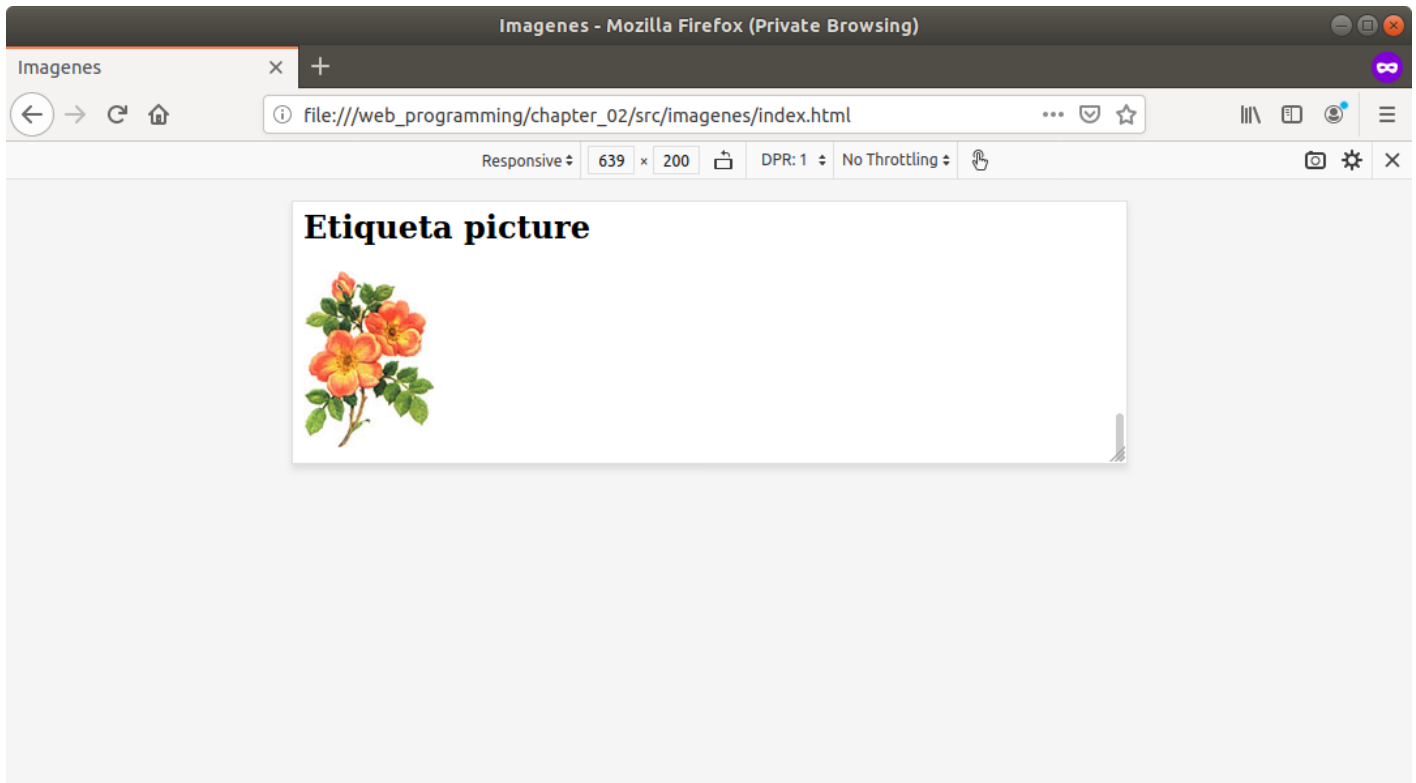 Imagenes - Mozilla Firefox (Private Browsing)
Imagenes
file:///web_programming/chapter_02/src/imagenes/index.html
Responsive 639 × 200 DPR: 1 No Throttling
Etiqueta picture